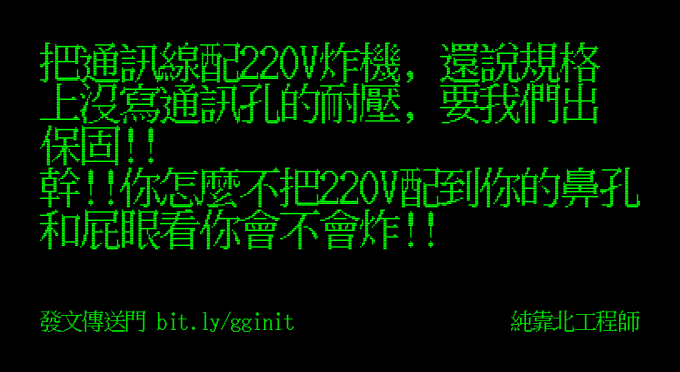 把通訊線配220V炸機, 還說規格
上沒寫通訊孔的耐壓, 要我們出
保固!!
幹!!你怎麼不把220V配到你的鼻孔
和屁眼看你會不會炸!!
發文傳送門 bit.ly/gginit
純靠北工程師